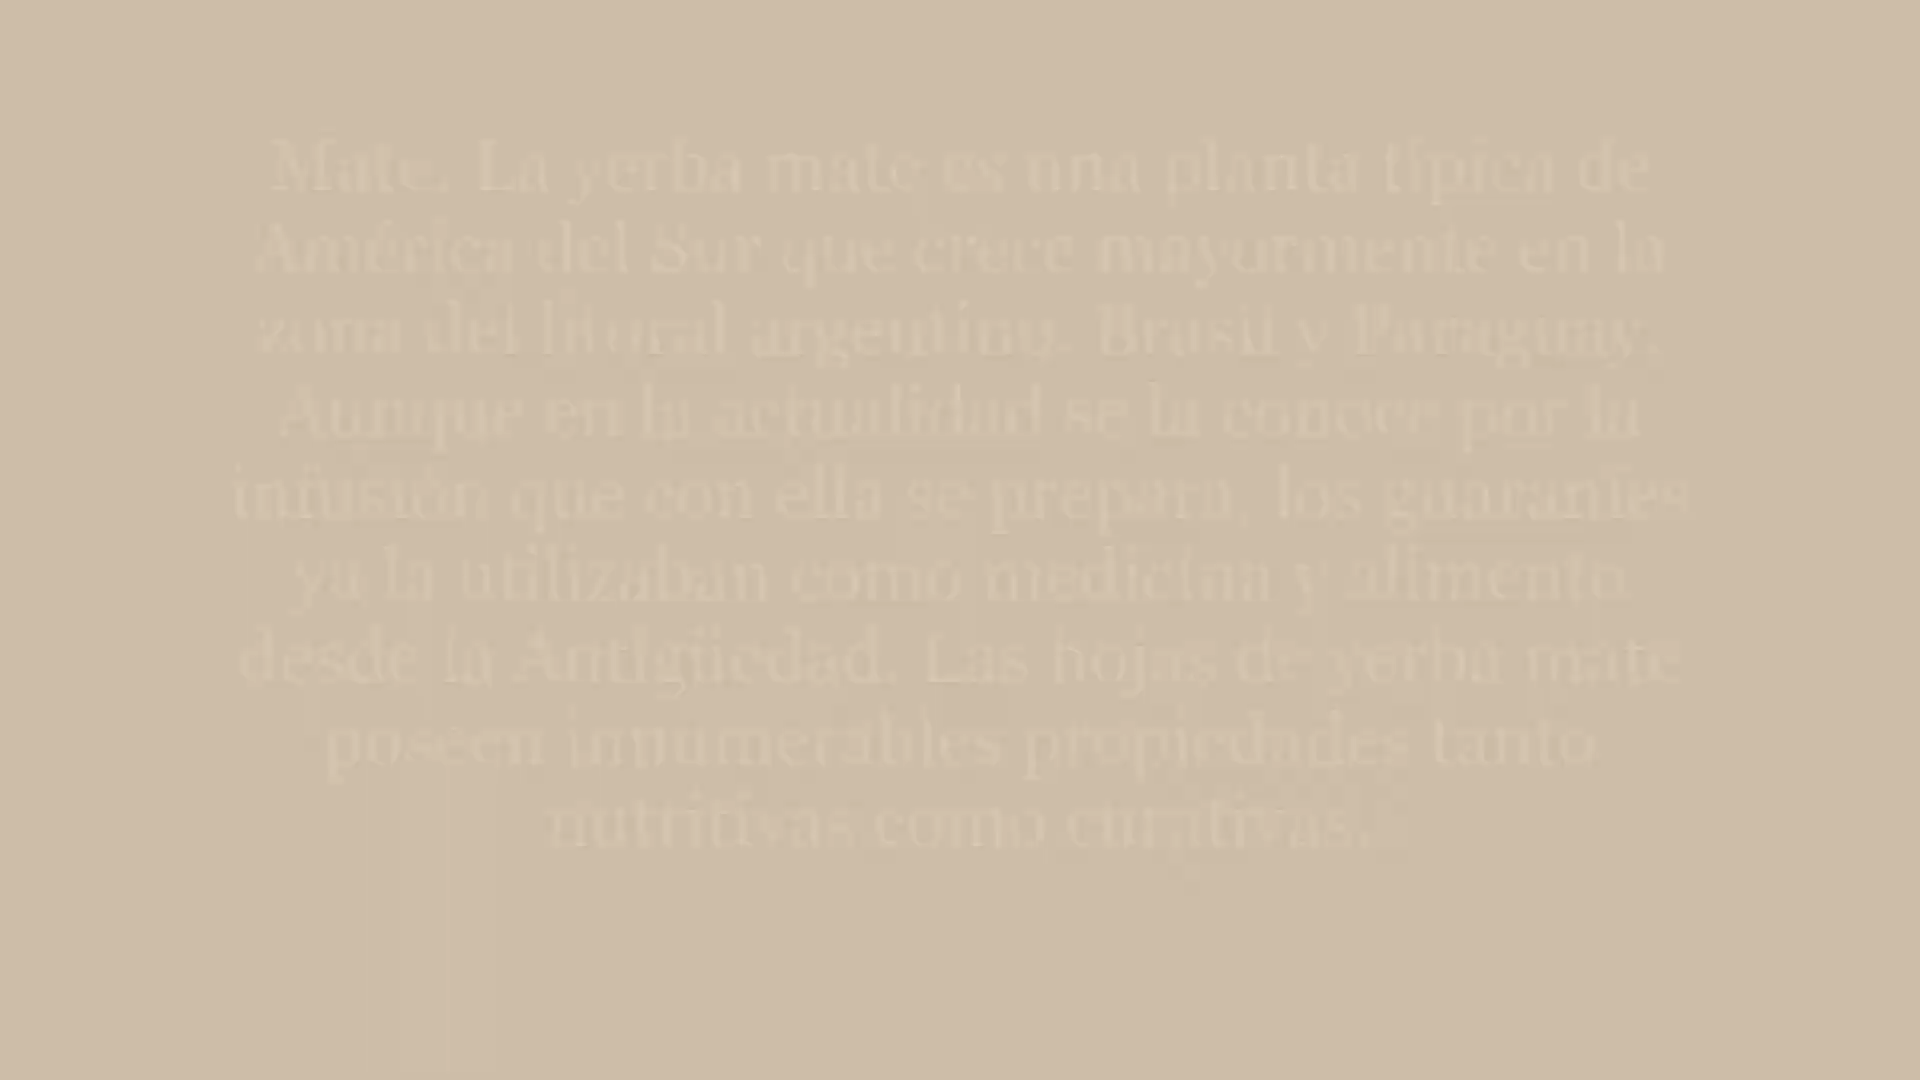 Mate. La yerba mate es una planta típica de
América del Sur que crece mayormente en la
zona del litoral argentino, Brasil y Paraguay.
Aunque en la actualidad se la conoce por la
infusión que con ella se prepara, los guaraníes
ya la utilizaban como medicina y alimento
desde la Antigüedad. Las hojas de yerba mate
poseen innumerables propiedades tanto
nutritivas como curativas.